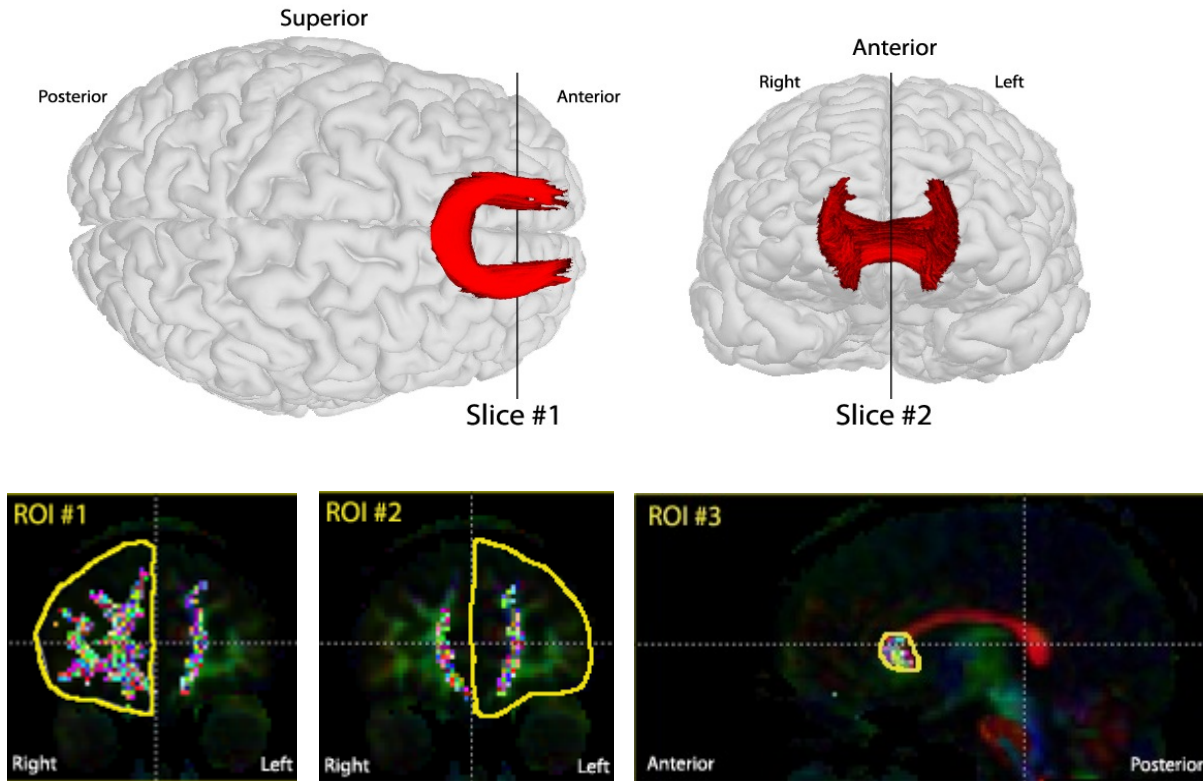 Superior
Posterior
Anterior
Slice #1
Anterior
Right
Left
Slice #2
ROI #1
Right
Left
ROI #2
Right
Left
ROI #3
Anterior
Posterior